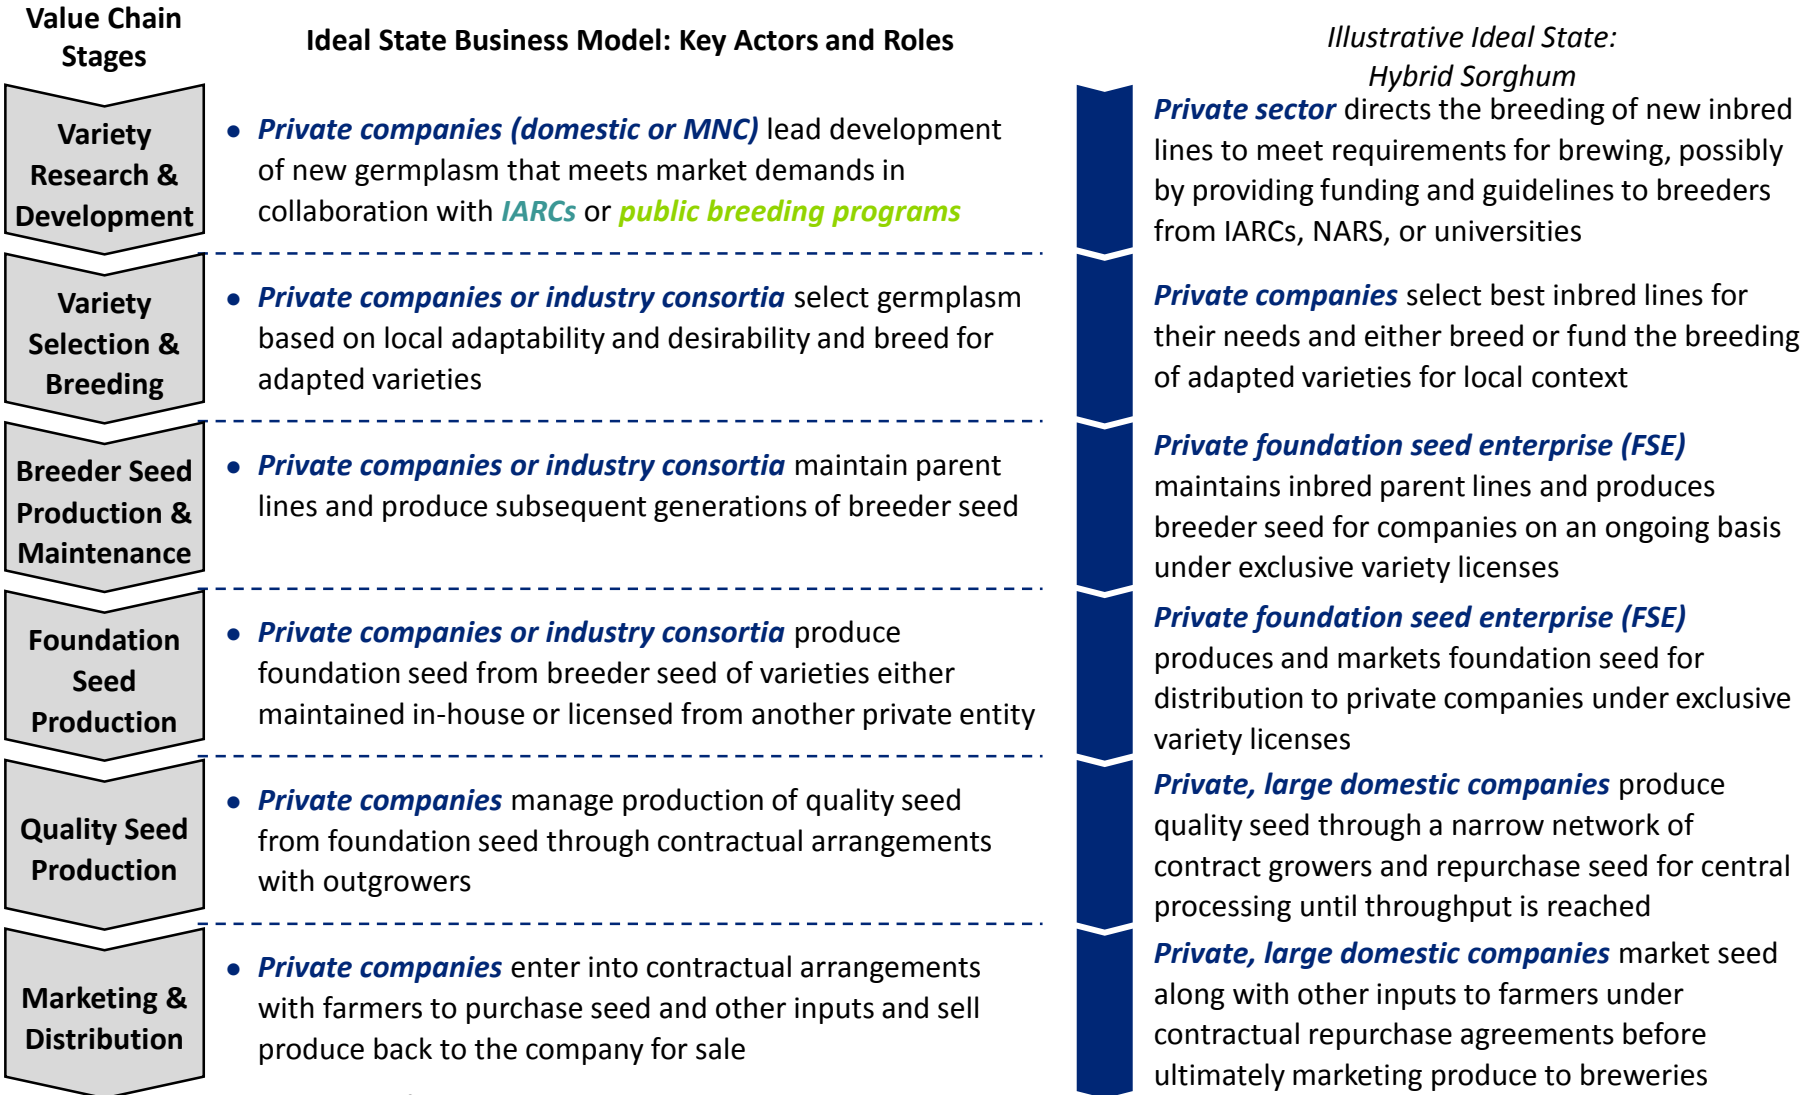 Value Chain
Stages
Ideal State Business Model: Key Actors and Roles
Illustrative Ideal State:
Hybrid Sorghum
Variety
Research &
Development
• Private companies (domestic or MNC) lead development
of new germplasm that meets market demands in
collaboration with IARCs or public breeding programs
Private sector directs the breeding of new inbred
lines to meet requirements for brewing, possibly
by providing funding and guidelines to breeders
from IARCs, NARS, or universities
Variety
Selection &
Breeding
• Private companies or industry consortia select germplasm
based on local adaptability and desirability and breed for
adapted varieties
Private companies select best inbred lines for
their needs and either breed or fund the breeding
of adapted varieties for local context
Breeder Seed
Production &
Maintenance
• Private companies or industry consortia maintain parent
lines and produce subsequent generations of breeder seed
Private foundation seed enterprise (FSE)
maintains inbred parent lines and produces
breeder seed for companies on an ongoing basis
under exclusive variety licenses
Foundation
Seed
Production
• Private companies or industry consortia produce
foundation seed from breeder seed of varieties either
maintained in-house or licensed from another private entity
Private foundation seed enterprise (FSE)
produces and markets foundation seed for
distribution to private companies under exclusive
variety licenses
Quality Seed
Production
• Private companies manage production of quality seed
from foundation seed through contractual arrangements
with outgrowers
Private, large domestic companies produce
quality seed through a narrow network of
contract growers and repurchase seed for central
processing until throughput is reached
Marketing &
Distribution
• Private companies enter into contractual arrangements
with farmers to purchase seed and other inputs and sell
produce back to the company for sale
Private, large domestic companies market seed
along with other inputs to farmers under
contractual repurchase agreements before
ultimately marketing produce to breweries